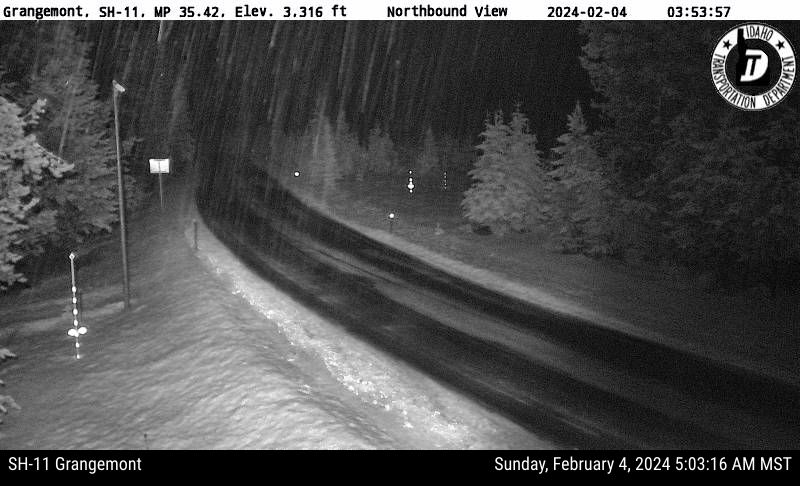 Grangemont, SH-11, MP 35.42, Elev. 3,316 ft Northbound View 2024-02-04 03:53:57
IDAHO
TRANSPORTATION DEPARTMENT
SH-11 Grangemont Sunday, February 4, 2024 5:03:16 AM MST